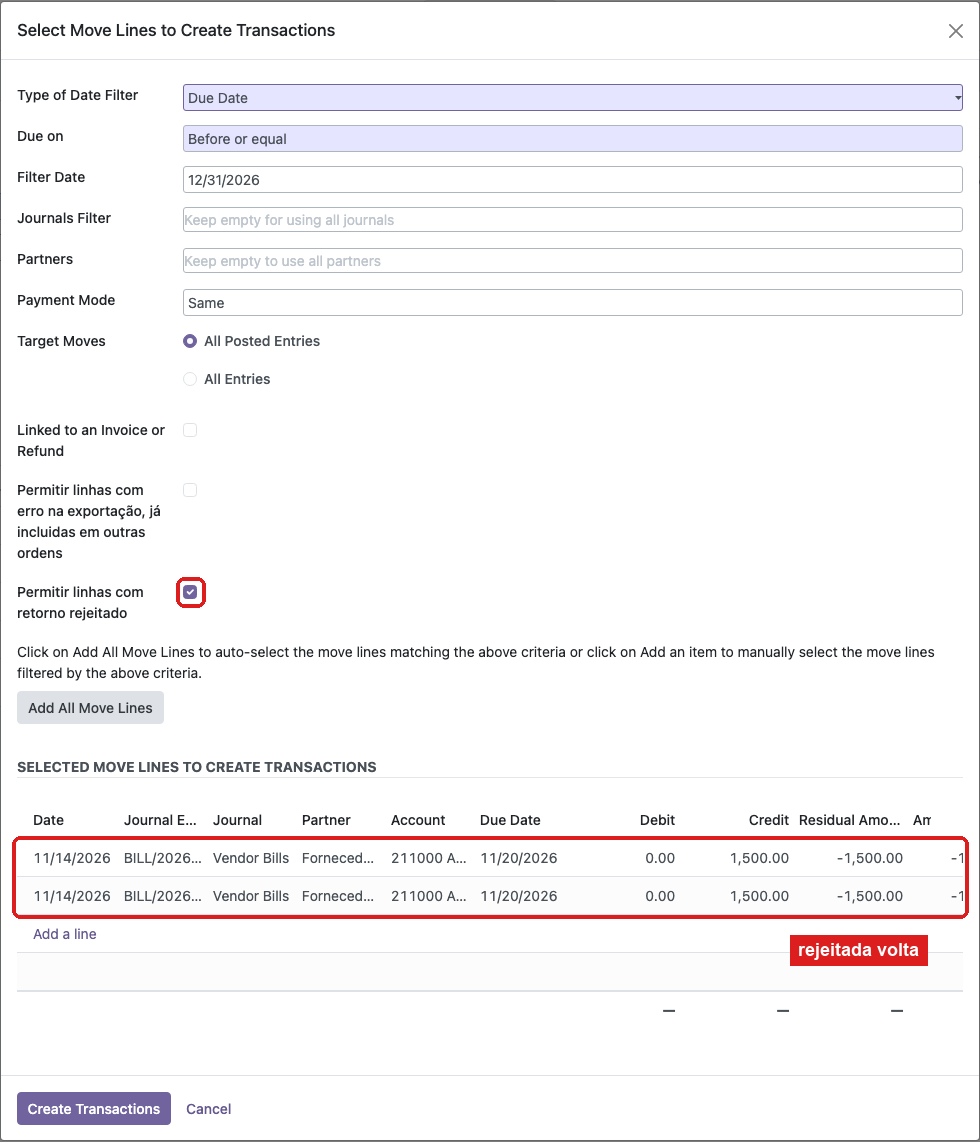 Select Move Lines to Create Transactions
Type of Date Filter
Due Date
Due on
Before or equal
Filter Date
12/31/2026
Journals Filter
Keep empty for using all journals
Partners
Keep empty to use all partners
Payment Mode
Same
Target Moves
All Posted Entries
All Entries
Linked to an Invoice or
Refund
Permitir linhas com
erro na exportação, já
incluidas em outras
ordens
Permitir linhas com
retorno rejeitado
Click on Add All Move Lines to auto-select the move lines matching the above criteria or click on Add an item to manually select the move lines
filtered by the above criteria.
Add All Move Lines
SELECTED MOVE LINES TO CREATE TRANSACTIONS
Date Journal E... Journal Partner Account Due Date Debit Credit Residual Amo... Am
11/14/2026 BILL/2026... Vendor Bills Forneced... 211000 A... 11/20/2026 0.00 1,500.00 -1,500.00 -1
11/14/2026 BILL/2026... Vendor Bills Forneced... 211000 A... 11/20/2026 0.00 1,500.00 -1,500.00 -1
Add a line
rejeitada volta
— — —
Create Transactions Cancel